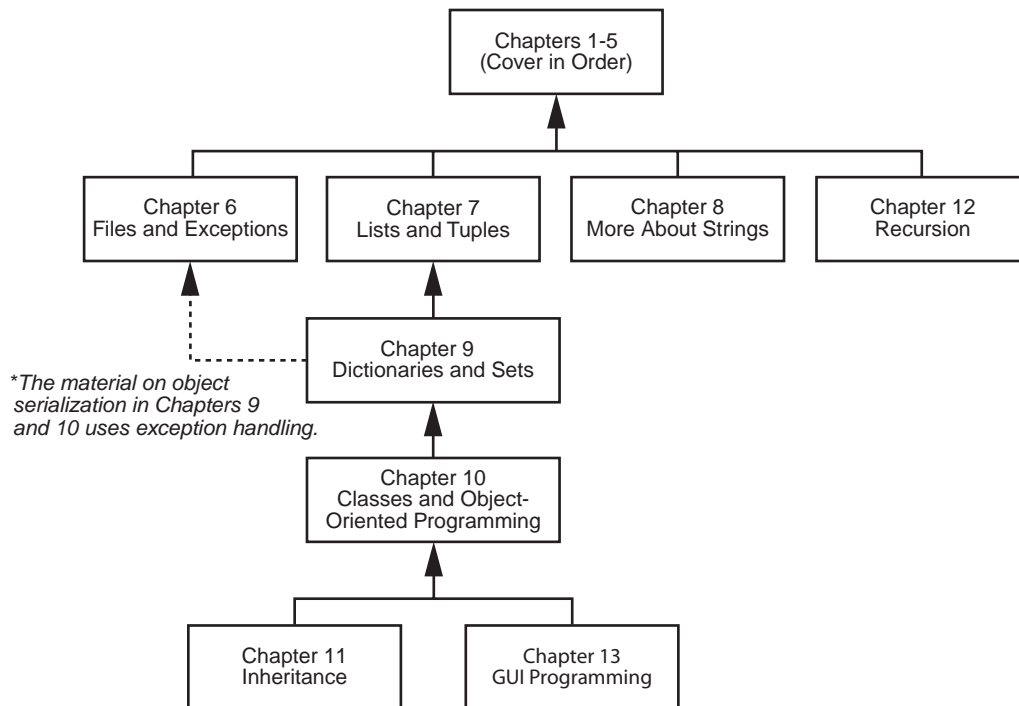 Chapters 1-5
(Cover in Order)
Chapter 6
Files and Exceptions
Chapter 7
Lists and Tuples
Chapter 8
More About Strings
Chapter 12
Recursion
Chapter 9
Dictionaries and Sets
*The material on object
serialization in Chapters 9
and 10 uses exception handling.
Chapter 10
Classes and Object-
Oriented Programming
Chapter 11
Inheritance
Chapter 13
GUI Programming